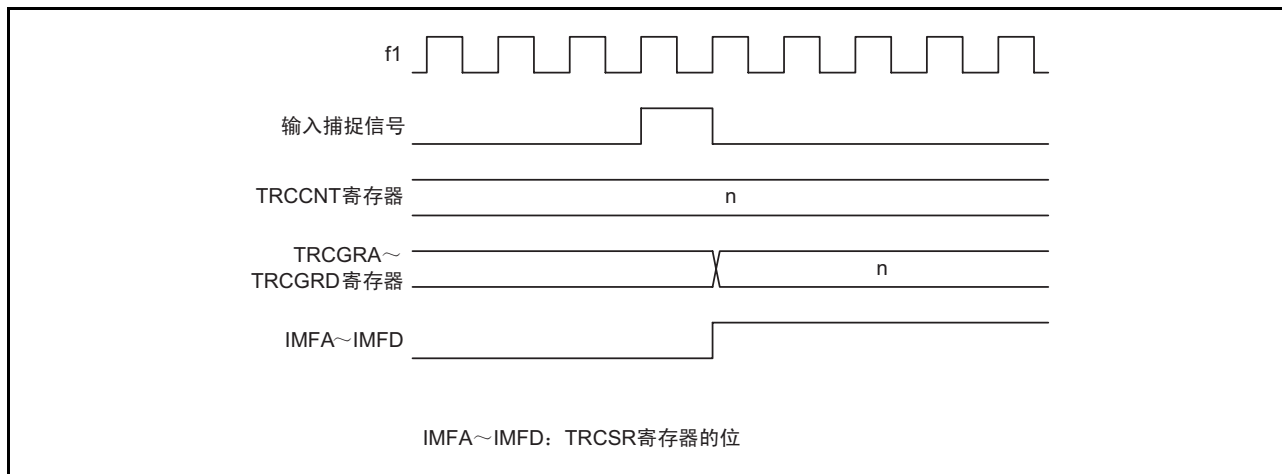 f1
输入捕捉信号
TRCCNT寄存器
n
TRCGRA～
TRCGRD寄存器
n
IMFA～IMFD
IMFA～IMFD：TRCSR寄存器的位